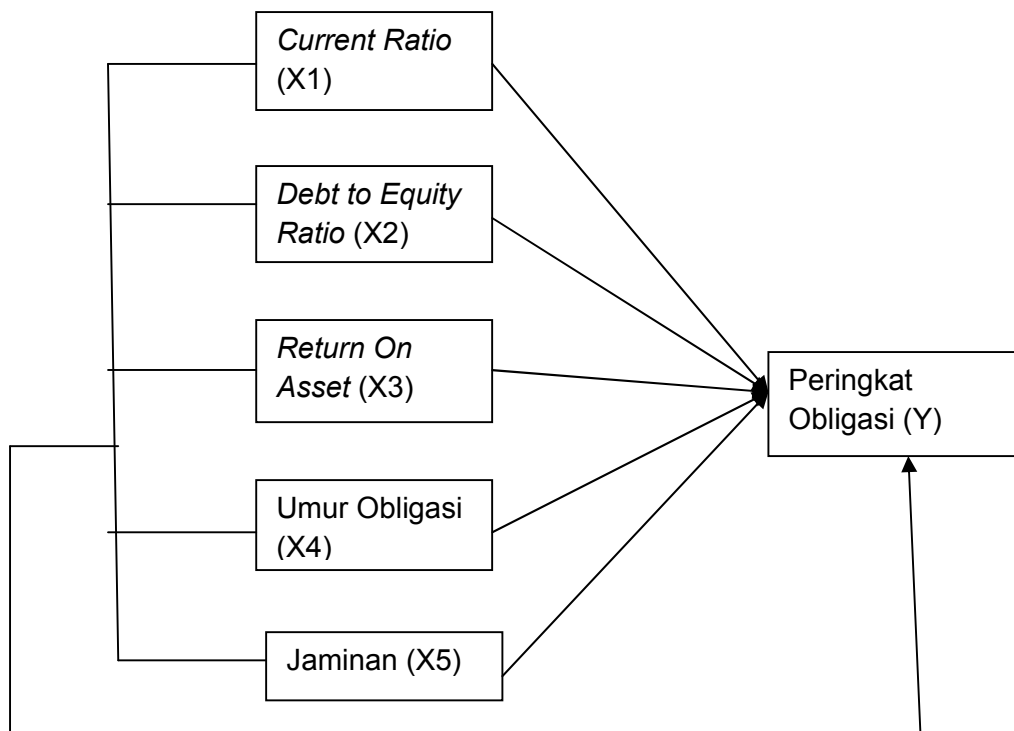 Current Ratio
(X1)
Debt to Equity
Ratio (X2)
Return On
Asset (X3)
Peringkat
Obligasi (Y)
Umur Obligasi
(X4)
Jaminan (X5)